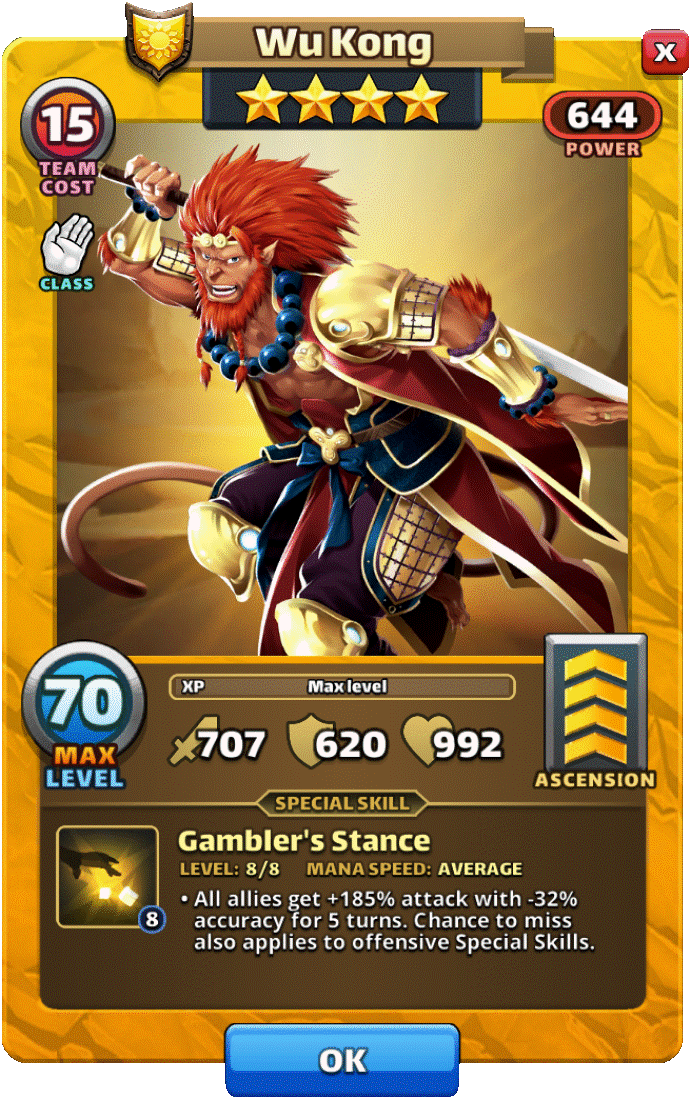 Wu Kong
X
15
TEAM
COST
644
POWER
CLASS
70
MAX
LEVEL
XP Max level
707 620 992
ASCENSION
SPECIAL SKILL
Gambler's Stance
LEVEL: 8/8 MANA SPEED: AVERAGE
8
• All allies get +185% attack with -32%
accuracy for 5 turns. Chance to miss
also applies to offensive Special Skills.
OK